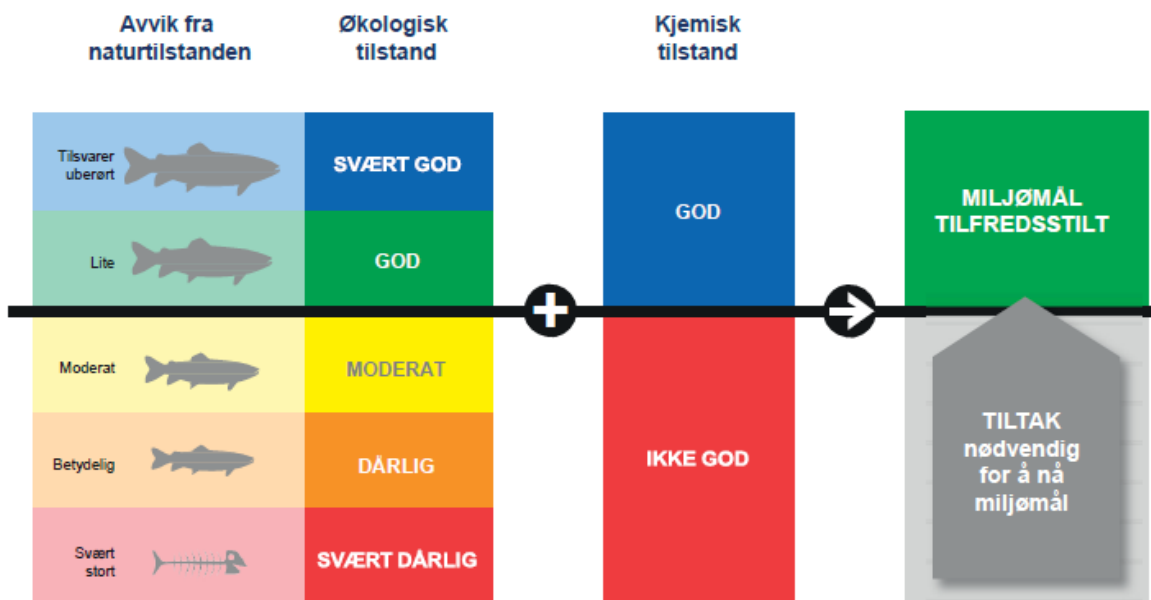 Avvik fra
naturtilstanden
Økologisk
tilstand
Kjemisk
tilstand
Tilsvarer
uberørt
SVÆRT GOD
Lite
GOD
GOD
MILJØMÅL
TILFREDSSTILT
Moderat
MODERAT
Betydelig
DÅRLIG
Svært
stort
SVÆRT DÅRLIG
IKKE GOD
TILTAK
nødvendig
for å nå
miljømål